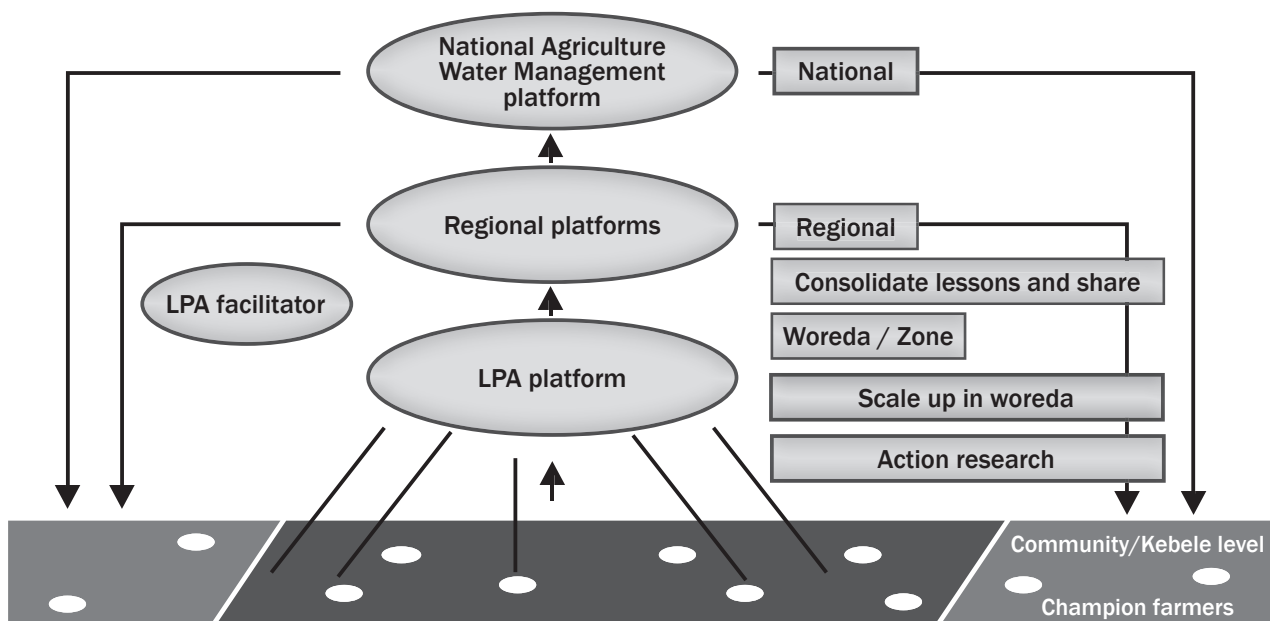 National Agriculture
Water Management
platform
National
Regional platforms
Regional
Consolidate lessons and share
LPA facilitator
Woreda / Zone
LPA platform
Scale up in woreda
Action research
Community/Kebele level
Champion farmers